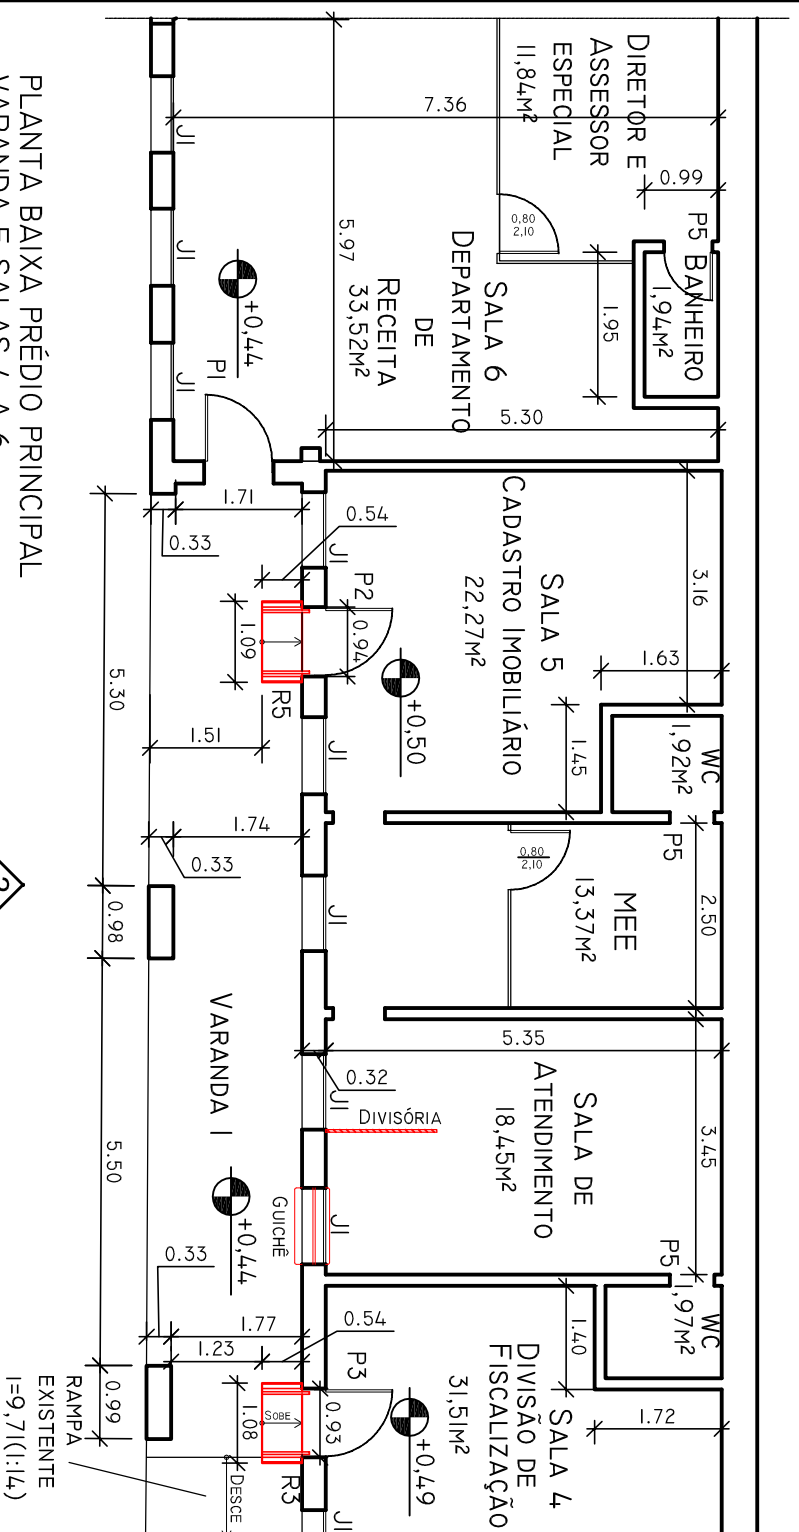 DIRETOR E
ASSESSOR
ESPECIAL
11,84M²
7.36
0.99
P5
BANHEIRO
1,94M²
0,80
2,10
1.95
5.97
SALA 6
DEPARTAMENTO
DE
RECEITA
33,52M²
+0,44
J1
J1
J1
P1
5.30
3.16
1.71
0.33
0.54
J1
P2
0.94
1.09
R5
1.51
5.30
SALA 5
CADASTRO IMOBILIÁRIO
22,27M²
+0,50
1.63
1.45
WC
1,92M²
P5
J1
1.74
0.33
0.98
0,80
2,10
MEE
13,37M²
2.50
J1
VARANDA 1
+0,44
5.35
0.32
J1
DIVISÓRIA
SALA DE
ATENDIMENTO
18,45M²
3.45
5.50
GUICHÊ
J1
P5
WC
1,97M²
0.33
1.77
1.23
0.54
1.40
1.72
P3
0.93
1.08
SOBE
R3
0.99
SALA 4
DIVISÃO DE
FISCALIZAÇÃO
31,51M²
+0,49
J1
DESCE
RAMPA
EXISTENTE
i=9,71(1:14)
PLANTA BAIXA PRÉDIO PRINCIPAL
VARANDA E SALAS 4 A 6
2